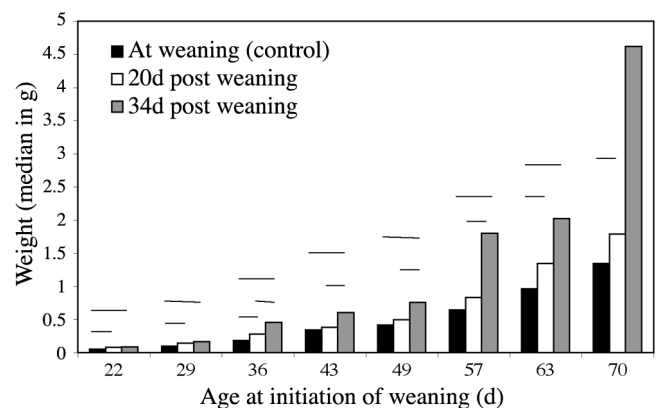 5
4.5
4
3.5
3
2.5
2
1.5
1
0.5
0
Weight (median in g)
At weaning (control)
20d post weaning
34d post weaning
22 29 36 43 49 57 63 70
Age at initiation of weaning (d)